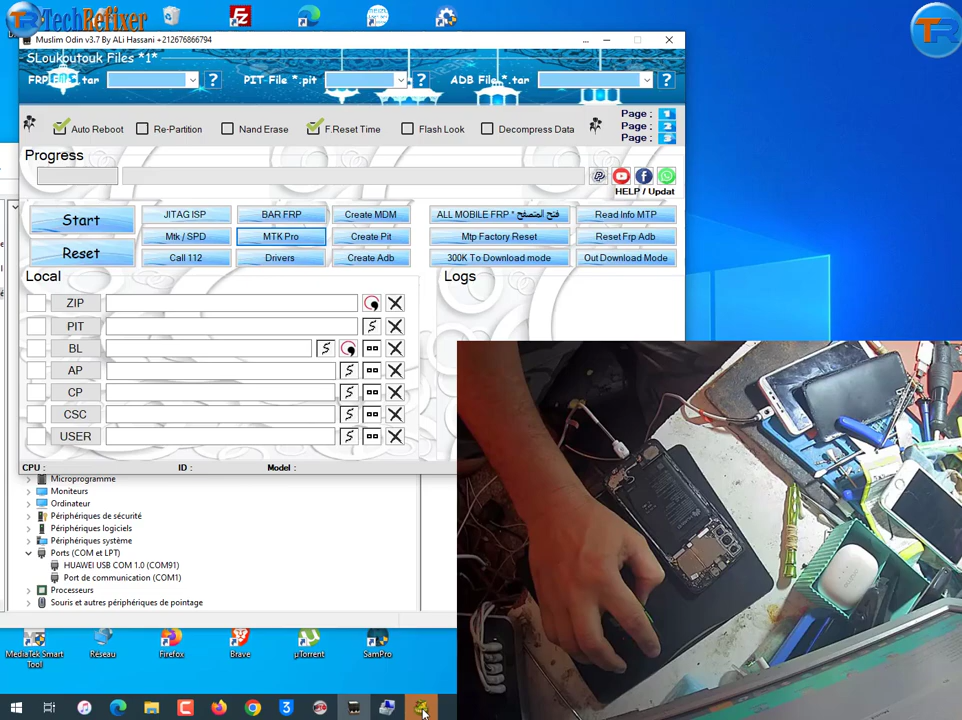 TechRefixer
Muslim Odin v3.7 By ALi Hassani +212676866794
SLoukoutouk Files *1*
FRP File *.tar
?
PIT File *.pit
?
ADB File *.tar
?
Auto Reboot
Re-Partition
Nand Erase
F.Reset Time
Flash Look
Decompress Data
Page : 1
Page : 2
Page : 3
Progress
HELP / Updat
Start
JITAG ISP
BAR FRP
Create MDM
ALL MOBILE FRP * فتح المتصفح
Read Info MTP
Mtk / SPD
MTK Pro
Create Pit
Mtp Factory Reset
Reset Frp Adb
Reset
Call 112
Drivers
Create Adb
300K To Download mode
Out Download Mode
Local
Logs
ZIP
PIT
BL
AP
CP
CSC
USER
CPU :
ID :
Model :
Microprogramme
Moniteurs
Ordinateur
Périphériques de sécurité
Périphériques logiciels
Périphériques système
Ports (COM et LPT)
HUAWEI USB COM 1.0 (COM91)
Port de communication (COM1)
Processeurs
Souris et autres périphériques de pointage
MediaTek Smart Tool
Réseau
Firefox
Brave
µTorrent
SamPro